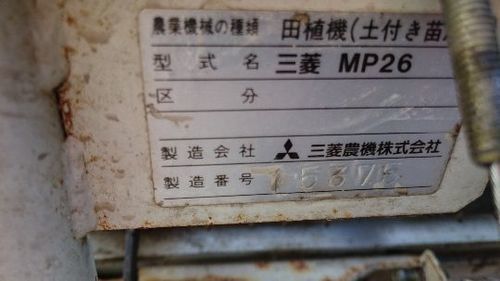 農業機械の種類 田植機(土付き苗
型式名 三菱 MP26
区分
製造会社 三菱農機株式会社
製造番号